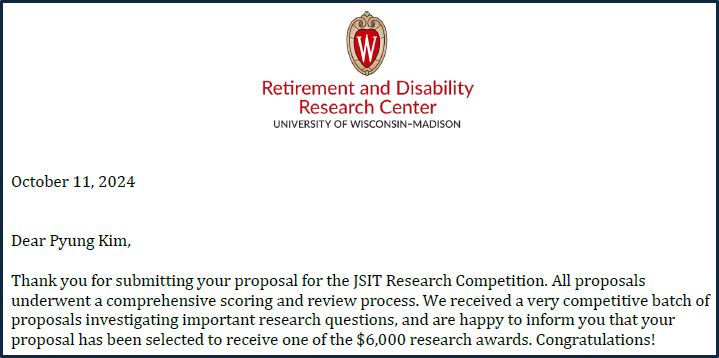 W
Retirement and Disability
Research Center
UNIVERSITY OF WISCONSIN–MADISON
October 11, 2024
Dear Pyung Kim,
Thank you for submitting your proposal for the JSIT Research Competition. All proposals
underwent a comprehensive scoring and review process. We received a very competitive batch of
proposals investigating important research questions, and are happy to inform you that your
proposal has been selected to receive one of the $6,000 research awards. Congratulations!